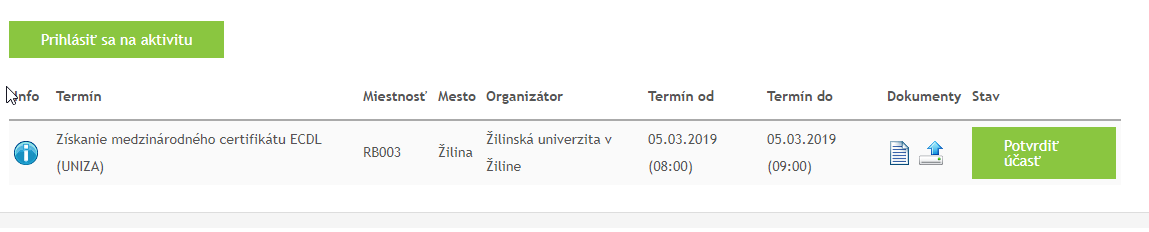 Prihlásiť sa na aktivitu
Info Termín Miestnosť Mesto Organizátor Termín od Termín do Dokumenty Stav
Získanie medzinárodného certifikátu ECDL
(UNIZA)
RB003
Žilina
Žilinská univerzita v
Žiline
05.03.2019
(08:00)
05.03.2019
(09:00)
Potvrdiť
účasť